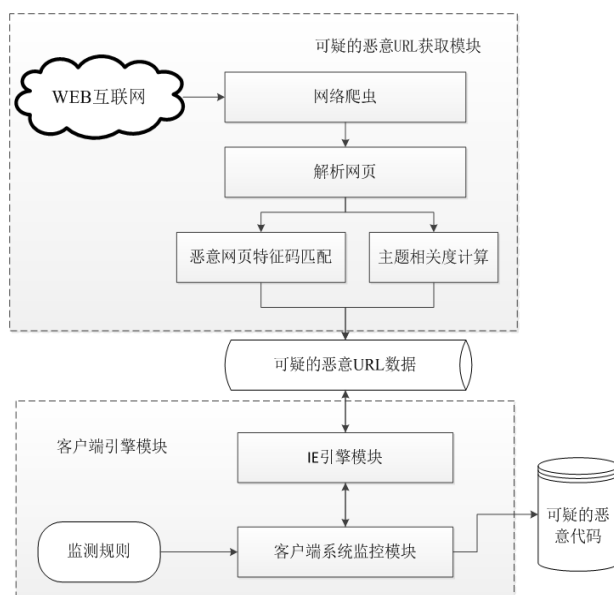 可疑的恶意URL获取模块
WEB互联网
网络爬虫
解析网页
恶意网页特征码匹配
主题相关度计算
可疑的恶意URL数据
客户端引擎模块
IE引擎模块
监测规则
客户端系统监控模块
可疑的恶
意代码